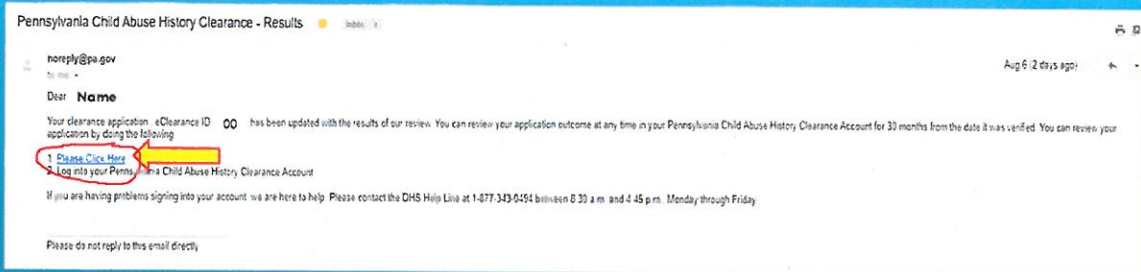 Pennsylvania Child Abuse History Clearance - Results Inbox x
noreply@pa.gov
Aug 6 (2 days ago)
to me
Dear Name
Your clearance application eClearance ID 00 has been updated with the results of our review. You can review your application outcome at any time in your Pennsylvania Child Abuse History Clearance Account for 30 months from the date it was verified. You can review your
application by doing the following
1. Please Click Here
2. Log into your Child Abuse History Clearance Account
If you are having problems signing into your account we are here to help. Please contact the DHS Help Line at 1-877-343-0494 between 8 30 a.m. and 4 45 p.m. Monday through Friday
Please do not reply to this email directly